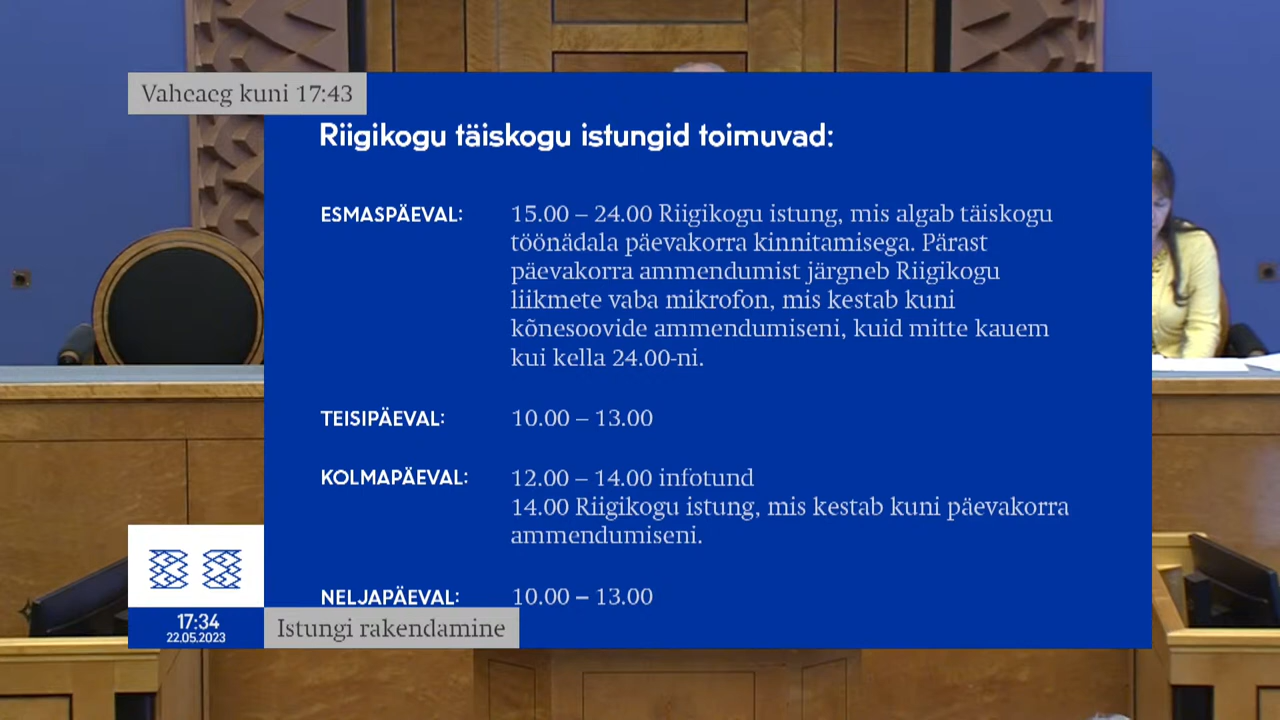 Vaheaeg kuni 17:43
Riigikogu täiskogu istungid toimuvad:
ESMASPÄEVAL:
15.00 – 24.00 Riigikogu istung, mis algab täiskogu
töönädala päevakorra kinnitamisega. Pärast
päevakorra ammendumist järgneb Riigikogu
liikmete vaba mikrofon, mis kestab kuni
kõnesoovide ammendumiseni, kuid mitte kauem
kui kella 24.00-ni.
TEISIPÄEVAL:
10.00 – 13.00
KOLMAPÄEVAL:
12.00 – 14.00 infotund
14.00 Riigikogu istung, mis kestab kuni päevakorra
ammendumiseni.
NELJAPÄEVAL:
10.00 – 13.00
17:34
22.05.2023
Istungi rakendamine